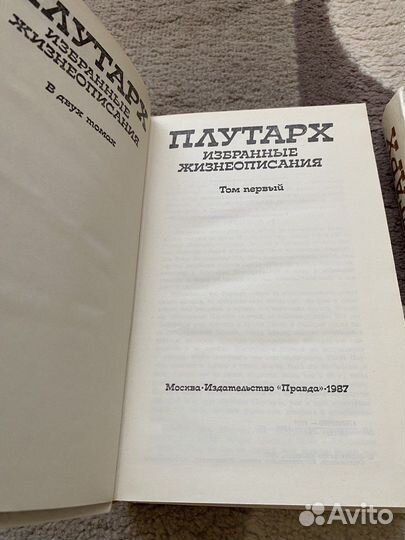 ПЛУТАРХ
ИЗБРАННЫЕ
ЖИЗНЕОПИСАНИЯ
В двух томах
ПЛУТАРХ
ИЗБРАННЫЕ
ЖИЗНЕОПИСАНИЯ
Том первый
Москва·Издательство «Правда»·1987
Avito